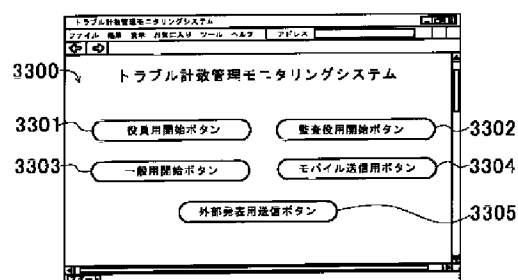 トラブル計数管理モニタリングシステム
ファイル 編集 表示 お気に入り ツール ヘルプ アドレス
3300
トラブル計数管理モニタリングシステム
3301 役員用開始ボタン 監査役用開始ボタン 3302
3303 一般用開始ボタン モバイル送信用ボタン 3304
外部発表用送信ボタン 3305
スタート